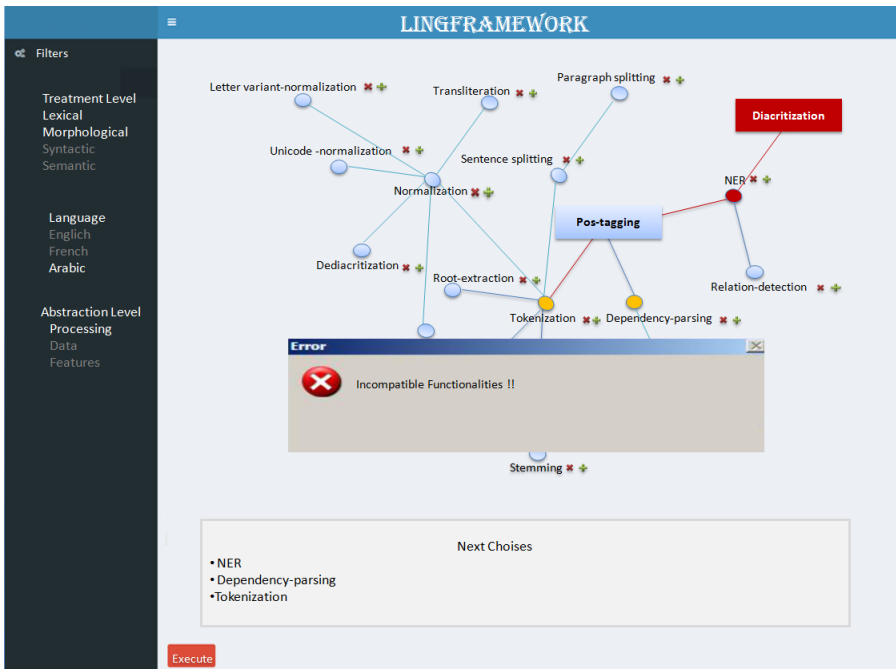 LINGFRAMEWORK
Filters
Treatment Level
Lexical
Morphological
Syntactic
Semantic
Language
Englich
French
Arabic
Abstraction Level
Processing
Data
Features
Letter variant-normalization
Transliteration
Paragraph splitting
Diacritization
Unicode -normalization
Sentence splitting
NER
Normalization
Pos-tagging
Dediacritization
Root-extraction
Relation-detection
Tokenization
Dependency-parsing
Error
Incompatible Functionalities !!
Stemming
Next Choises
• NER
• Dependency-parsing
•Tokenization
Execute